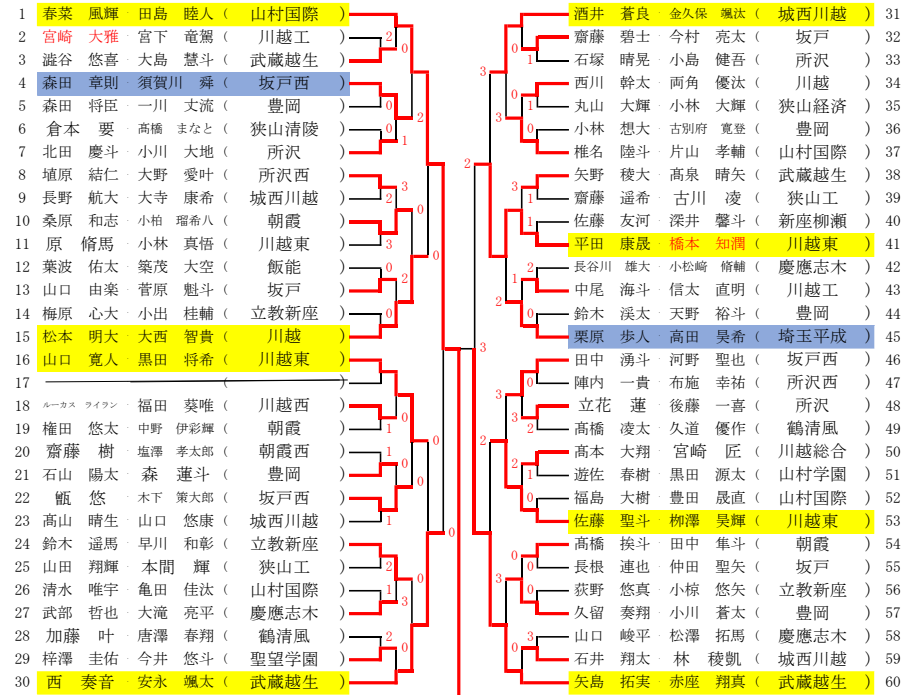 1 春菜 風輝 · 田島 睦人 ( 山村国際 )
2 宮崎 大雅 · 宮下 竜駕 ( 川越工 )
3 澁谷 悠喜 · 大島 慧斗 ( 武蔵越生 )
4 森田 章則 · 須賀川 舜 ( 坂戸西 )
5 森田 将臣 · 一川 丈流 ( 豊岡 )
6 倉本 要 · 髙橋 まなと ( 狭山清陵 )
7 北田 慶斗 · 小川 大地 ( 所沢 )
8 埴原 結仁 · 大野 愛叶 ( 所沢西 )
9 長野 航大 · 大寺 康希 ( 城西川越 )
10 桑原 和志 · 小柏 瑠希八 ( 朝霞 )
11 原 脩馬 · 小林 真悟 ( 川越東 )
12 葉波 佑太 · 築茂 大空 ( 飯能 )
13 山口 由楽 · 菅原 魁斗 ( 坂戸 )
14 梅原 心大 · 小出 桂輔 ( 立教新座 )
15 松本 明大 · 大西 智貴 ( 川越 )
16 山口 寛人 · 黒田 将希 ( 川越東 )
17 ( )
18 ルーカス ライラン · 福田 葵唯 ( 川越西 )
19 権田 悠太 · 中野 伊彩輝 ( 朝霞 )
20 齋藤 樹 · 塩澤 孝太郎 ( 朝霞西 )
21 石山 陽太 · 森 蓮斗 ( 豊岡 )
22 甑 悠 · 木下 策大郎 ( 坂戸西 )
23 髙山 晴生 · 山口 悠康 ( 城西川越 )
24 鈴木 遥馬 · 早川 和彰 ( 立教新座 )
25 山田 翔輝 · 本間 輝 ( 狭山工 )
26 清水 唯宇 · 亀田 佳汰 ( 山村国際 )
27 武部 哲也 · 大滝 亮平 ( 慶應志木 )
28 加藤 叶 · 唐澤 春翔 ( 鶴清風 )
29 梓澤 圭佑 · 今井 悠斗 ( 聖望学園 )
30 西 奏音 · 安永 颯太 ( 武蔵越生 )
酒井 蒼良 · 金久保 颯汰 ( 城西川越 ) 31
齋藤 碧士 · 今村 亮太 ( 坂戸 ) 32
石塚 晴晃 · 小島 健吾 ( 所沢 ) 33
西川 幹太 · 両角 優汰 ( 川越 ) 34
丸山 大輝 · 小林 大輝 ( 狭山経済 ) 35
小林 想大 · 古別府 寛登 ( 豊岡 ) 36
椎名 陸斗 · 片山 孝輔 ( 山村国際 ) 37
矢野 稜大 · 髙泉 晴矢 ( 武蔵越生 ) 38
齋藤 遥希 · 古川 凌 ( 狭山工 ) 39
佐藤 友河 · 深井 馨斗 ( 新座柳瀬 ) 40
平田 康晟 · 橋本 知潤 ( 川越東 ) 41
長谷川 雄大 · 小松﨑 脩輔 ( 慶應志木 ) 42
中尾 海斗 · 信太 直明 ( 川越工 ) 43
鈴木 渓太 · 天野 裕斗 ( 豊岡 ) 44
栗原 歩人 · 高田 昊希 ( 埼玉平成 ) 45
田中 湧斗 · 河野 聖也 ( 坂戸西 ) 46
陣内 一貴 · 布施 幸祐 ( 所沢西 ) 47
立花 蓮 · 後藤 一喜 ( 所沢 ) 48
髙橋 凌太 · 久道 優作 ( 鶴清風 ) 49
髙本 大翔 · 宮崎 匠 ( 川越総合 ) 50
遊佐 春樹 · 黒田 源太 ( 山村学園 ) 51
福島 大樹 · 豊田 晟直 ( 山村国際 ) 52
佐藤 聖斗 · 栁澤 昊輝 ( 川越東 ) 53
髙橋 挨斗 · 田中 隼斗 ( 朝霞 ) 54
長根 連也 · 仲田 聖矢 ( 坂戸 ) 55
荻野 悠真 · 小椋 悠矢 ( 立教新座 ) 56
久留 奏翔 · 小川 蒼太 ( 豊岡 ) 57
山口 峻平 · 松澤 拓馬 ( 慶應志木 ) 58
石井 翔太 · 林 稜凱 ( 城西川越 ) 59
矢島 拓実 · 赤座 翔真 ( 武蔵越生 ) 60